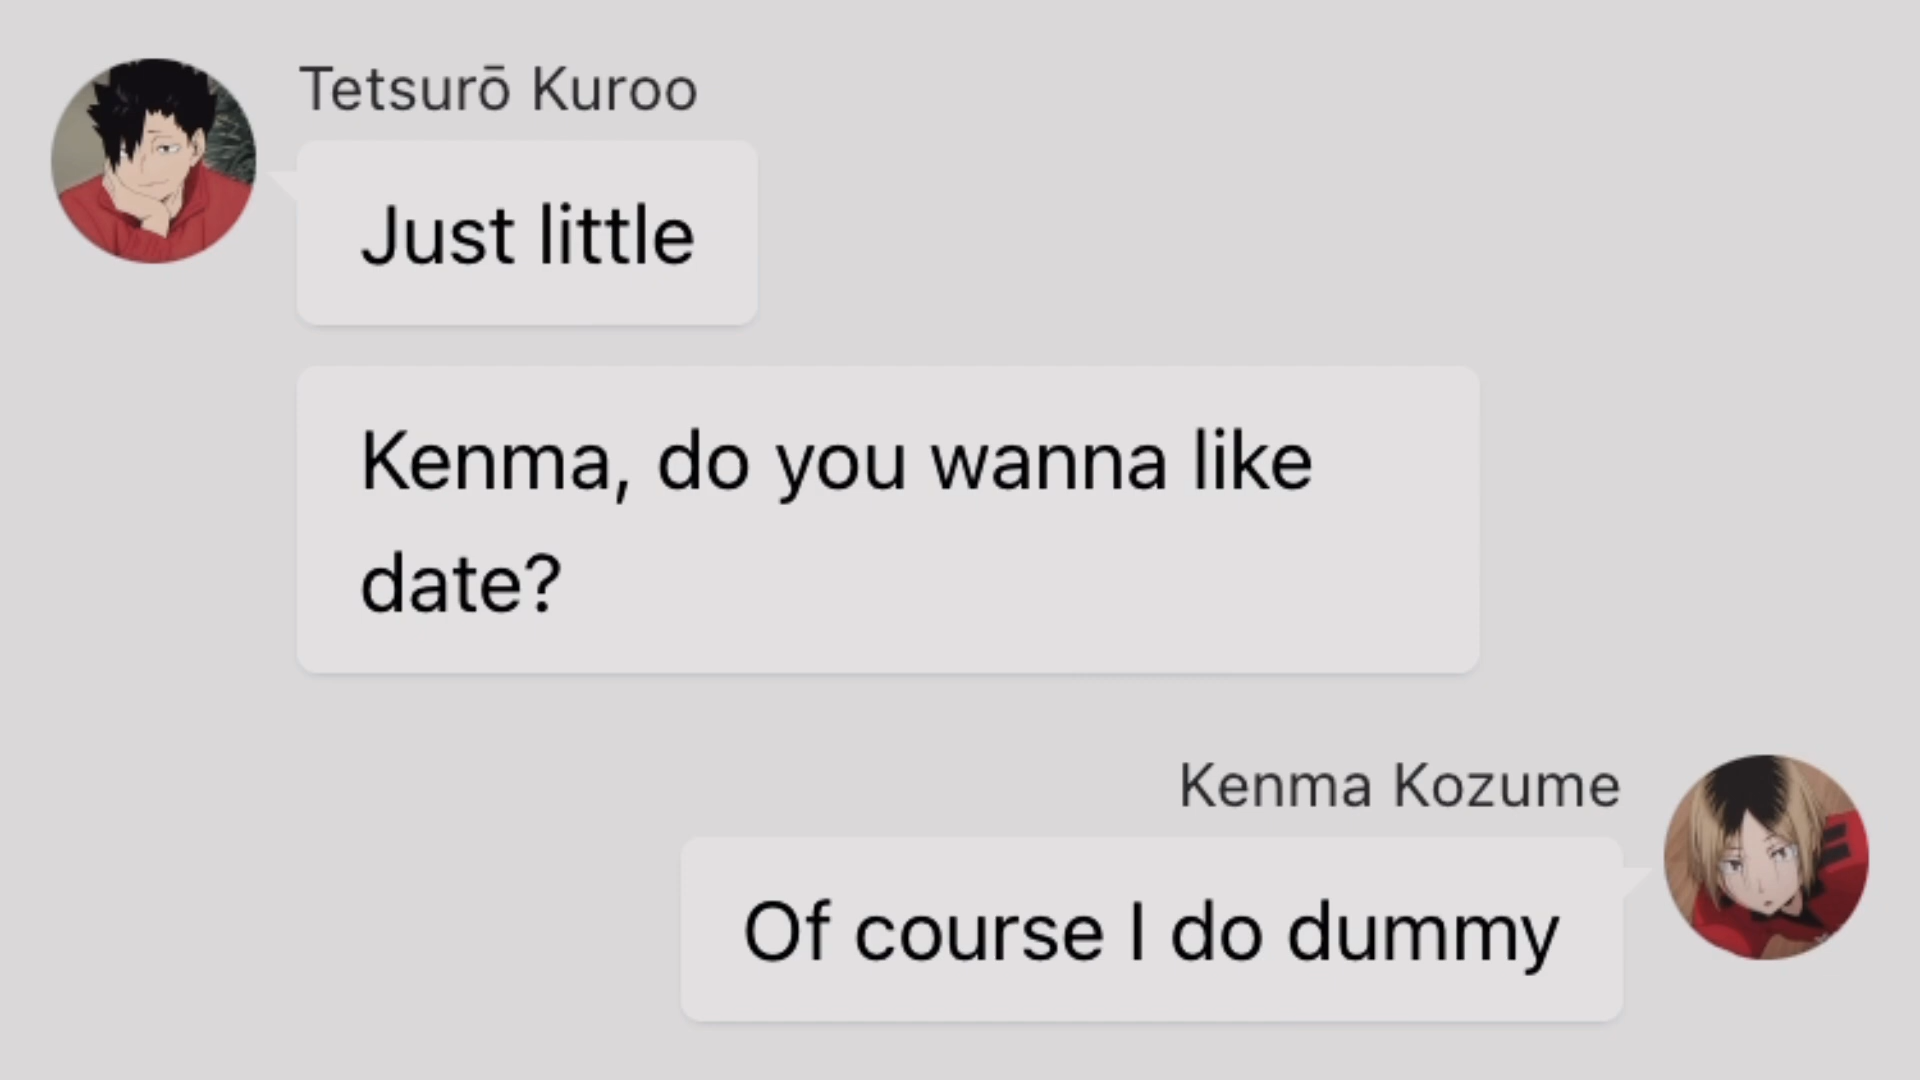 Tetsurō Kuroo
Just little
Kenma, do you wanna like
date?
Kenma Kozume
Of course I do dummy